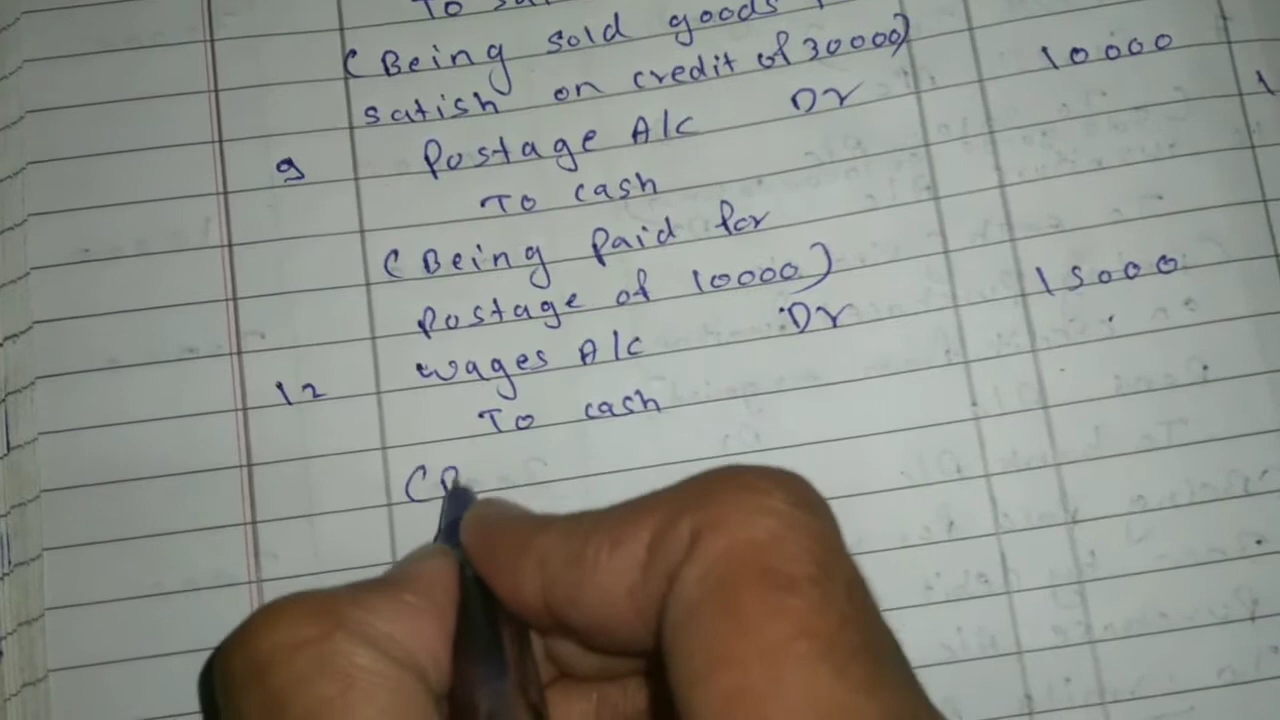 To
(Being sold goods
satish on credit of 30000)
9 Postage A/c Dr 10000
To cash
(Being Paid for
Postage of 10000)
12 wages A/c Dr 15000
To cash
(B